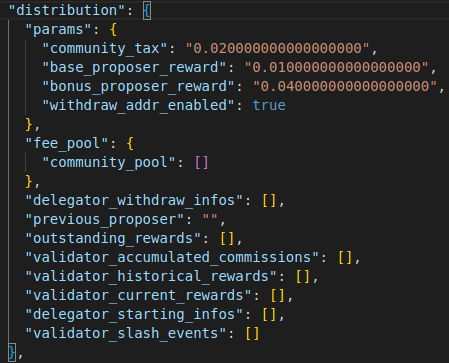 "distribution": {
"params": {
"community_tax": "0.020000000000000000",
"base_proposer_reward": "0.010000000000000000",
"bonus_proposer_reward": "0.040000000000000000",
"withdraw_addr_enabled": true
},
"fee_pool": {
"community_pool": []
},
"delegator_withdraw_infos": [],
"previous_proposer": "",
"outstanding_rewards": [],
"validator_accumulated_commissions": [],
"validator_historical_rewards": [],
"validator_current_rewards": [],
"delegator_starting_infos": [],
"validator_slash_events": []
},